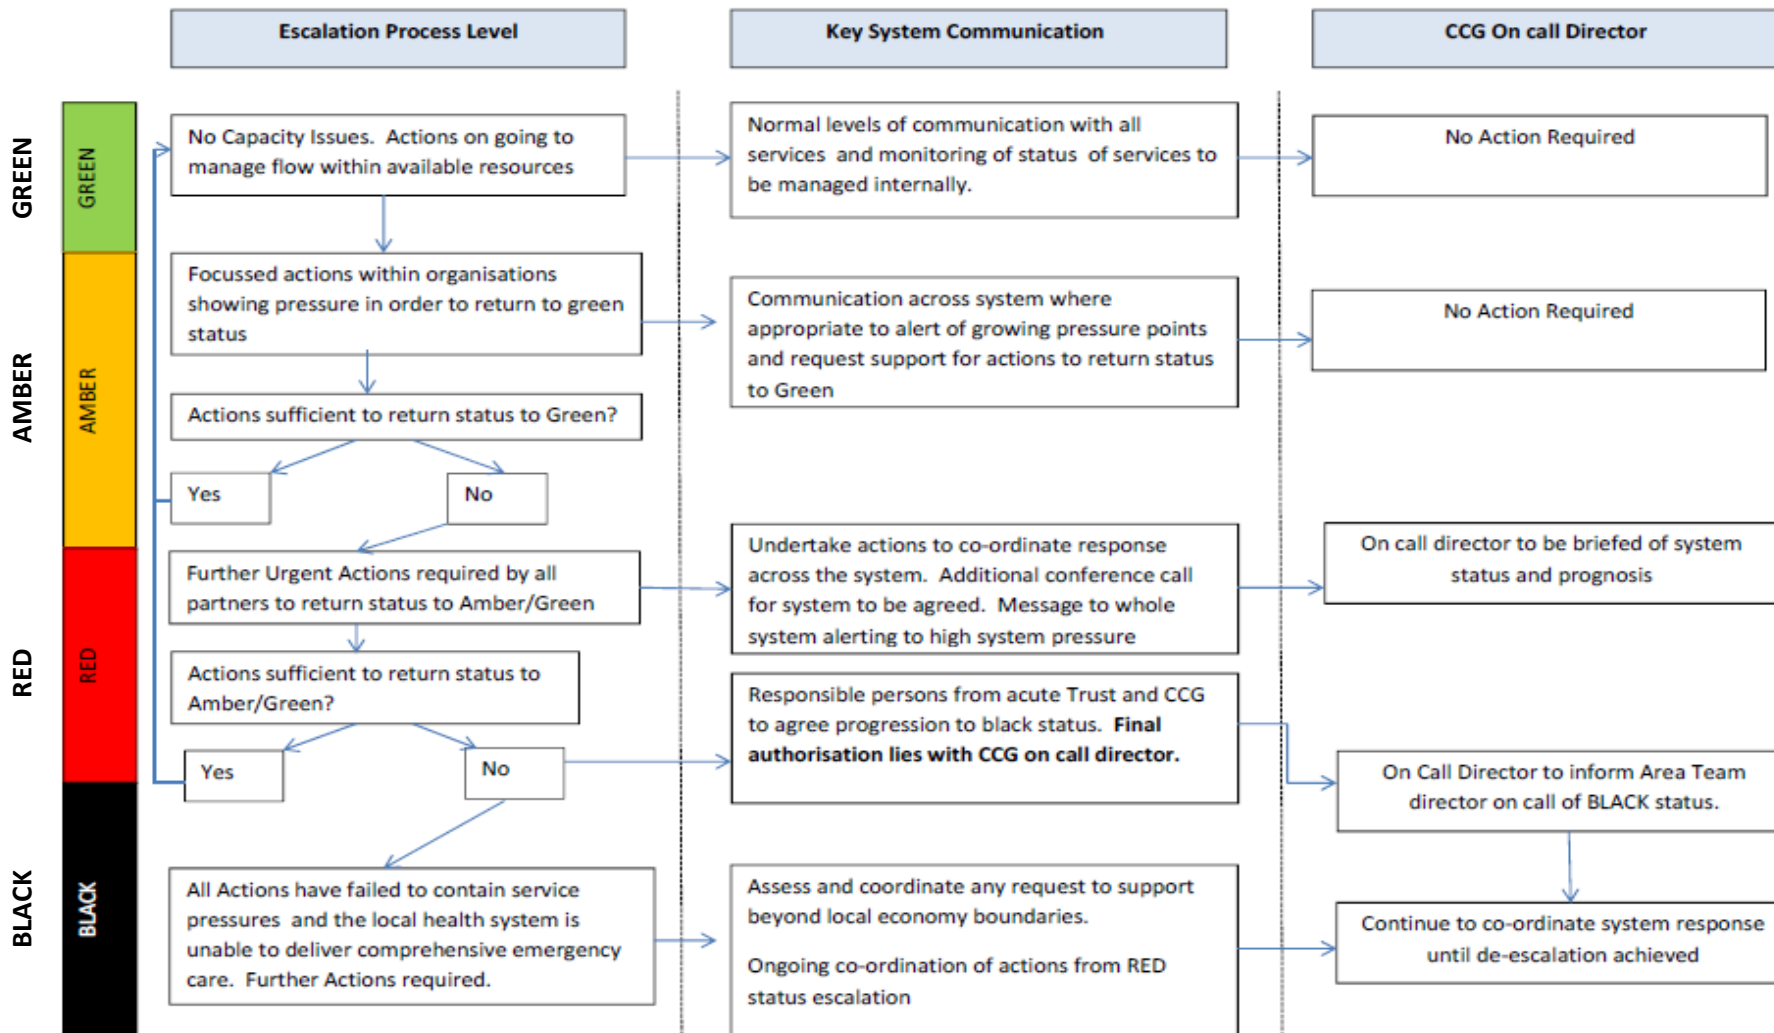 Escalation Process Level
Key System Communication
CCG On call Director
GREEN
GREEN
No Capacity Issues.  Actions on going to
manage flow within available resources
Normal levels of communication with all
services  and monitoring of status  of services to
be managed internally.
No Action Required
AMBER
AMBER
Focussed actions within organisations
showing pressure in order to return to green
status
Communication across system where
appropriate to alert of growing pressure points
and request support for actions to return status
to Green
No Action Required
Actions sufficient to return status to Green?
Yes
No
RED
RED
Further Urgent Actions required by all
partners to return status to Amber/Green
Undertake actions to co-ordinate response
across the system.  Additional conference call
for system to be agreed.  Message to whole
system alerting to high system pressure
On call director to be briefed of system
status and prognosis
Actions sufficient to return status to
Amber/Green?
Yes
No
Responsible persons from acute Trust and CCG
to agree progression to black status.  Final
authorisation lies with CCG on call director.
On Call Director to inform Area Team
director on call of BLACK status.
BLACK
BLACK
All Actions have failed to contain service
pressures  and the local health system is
unable to deliver comprehensive emergency
care.  Further Actions required.
Assess and coordinate any request to support
beyond local economy boundaries.
Ongoing co-ordination of actions from RED
status escalation
Continue to co-ordinate system response
until de-escalation achieved